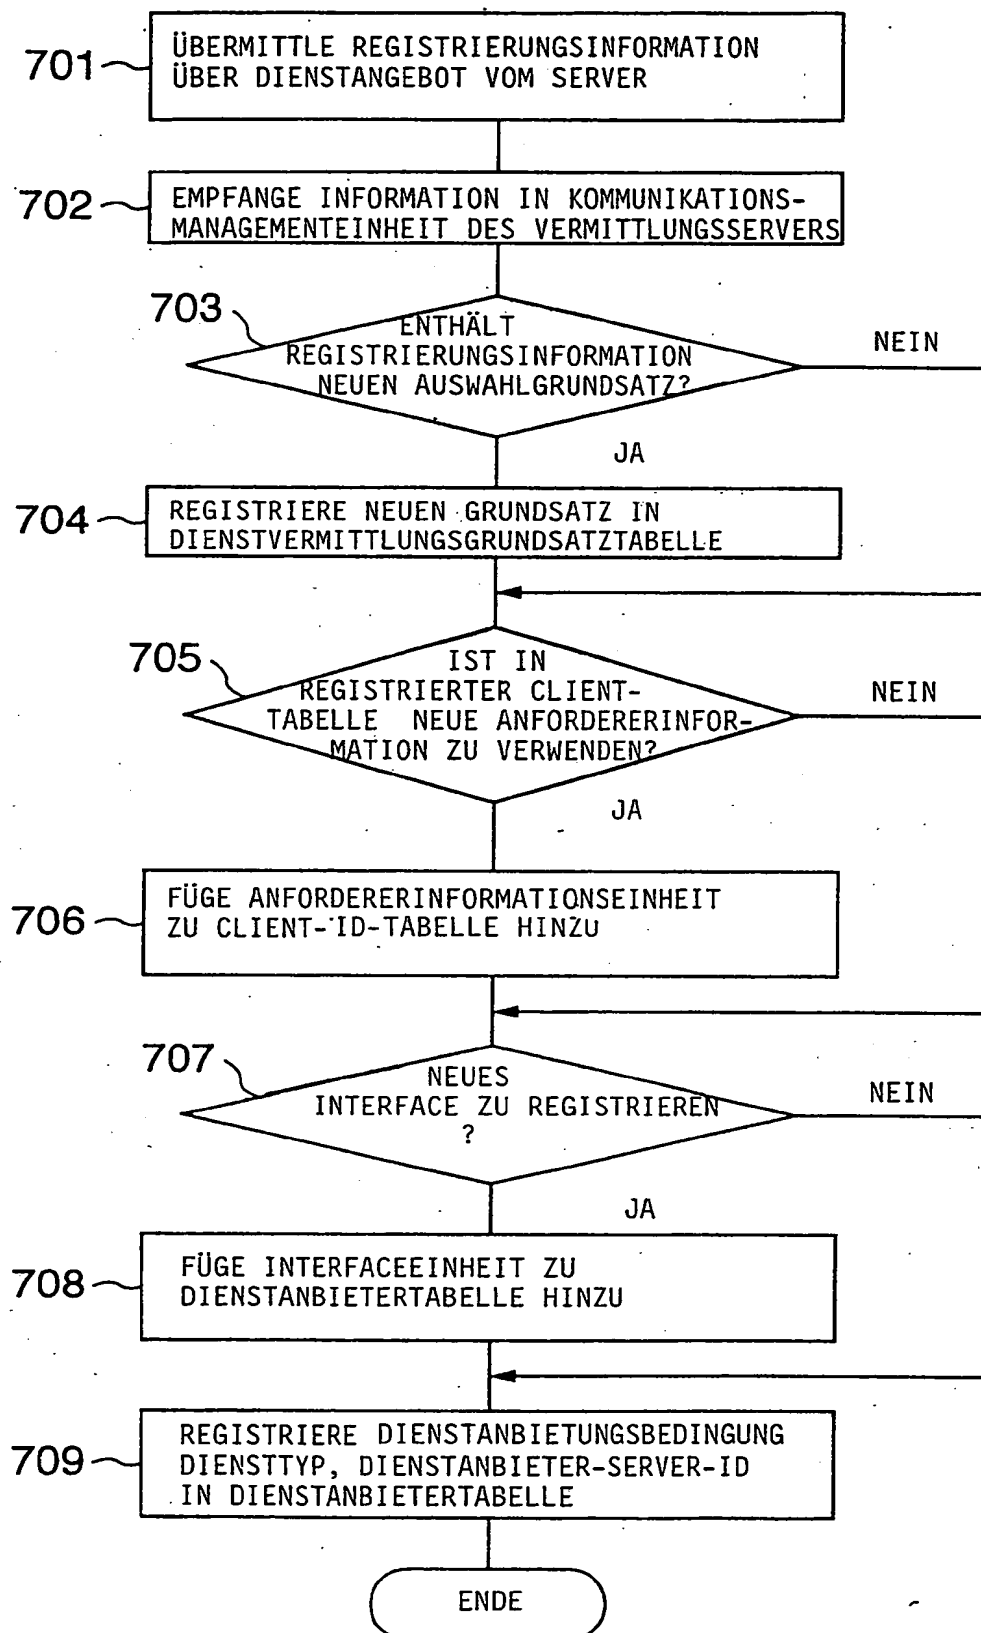 701
ÜBERMITTLE REGISTRIERUNGSINFORMATION
ÜBER DIENSTANGEBOT VOM SERVER
702
EMPFANGE INFORMATION IN KOMMUNIKATIONS-
MANAGEMENTEINHEIT DES VERMITTLUNGSSERVERS
703
ENTHÄLT
REGISTRIERUNGSINFORMATION
NEUEN AUSWAHLGRUNDSATZ?
NEIN
JA
704
REGISTRIERE NEUEN GRUNDSATZ IN
DIENSTVERMITTLUNGSGRUNDSATZTABELLE
705
IST IN
REGISTRIERTER CLIENT-
TABELLE NEUE ANFORDERERINFOR-
MATION ZU VERWENDEN?
NEIN
JA
706
FÜGE ANFORDERERINFORMATIONSEINHEIT
ZU CLIENT-ID-TABELLE HINZU
707
NEUES
INTERFACE ZU REGISTRIEREN
?
NEIN
JA
708
FÜGE INTERFACEEINHEIT ZU
DIENSTANBIETERTABELLE HINZU
709
REGISTRIERE DIENSTANBIETUNGSBEDINGUNG
DIENSTTYP, DIENSTANBIETER-SERVER-ID
IN DIENSTANBIETERTABELLE
ENDE